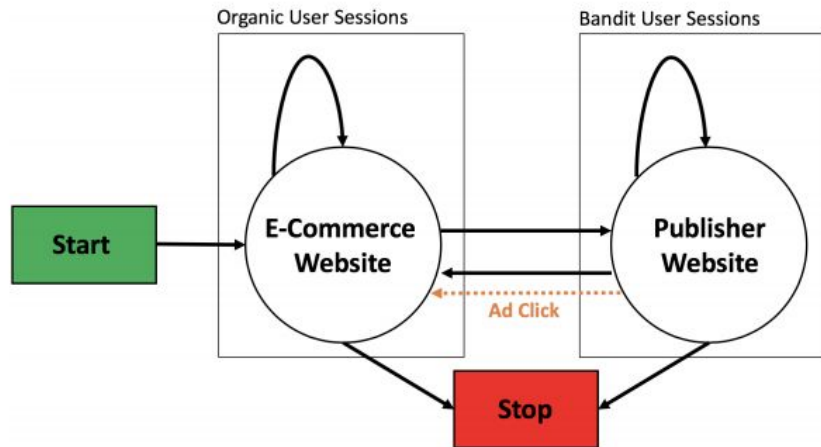 Organic User Sessions
Bandit User Sessions
Start
E-Commerce
Website
Publisher
Website
Ad Click
Stop